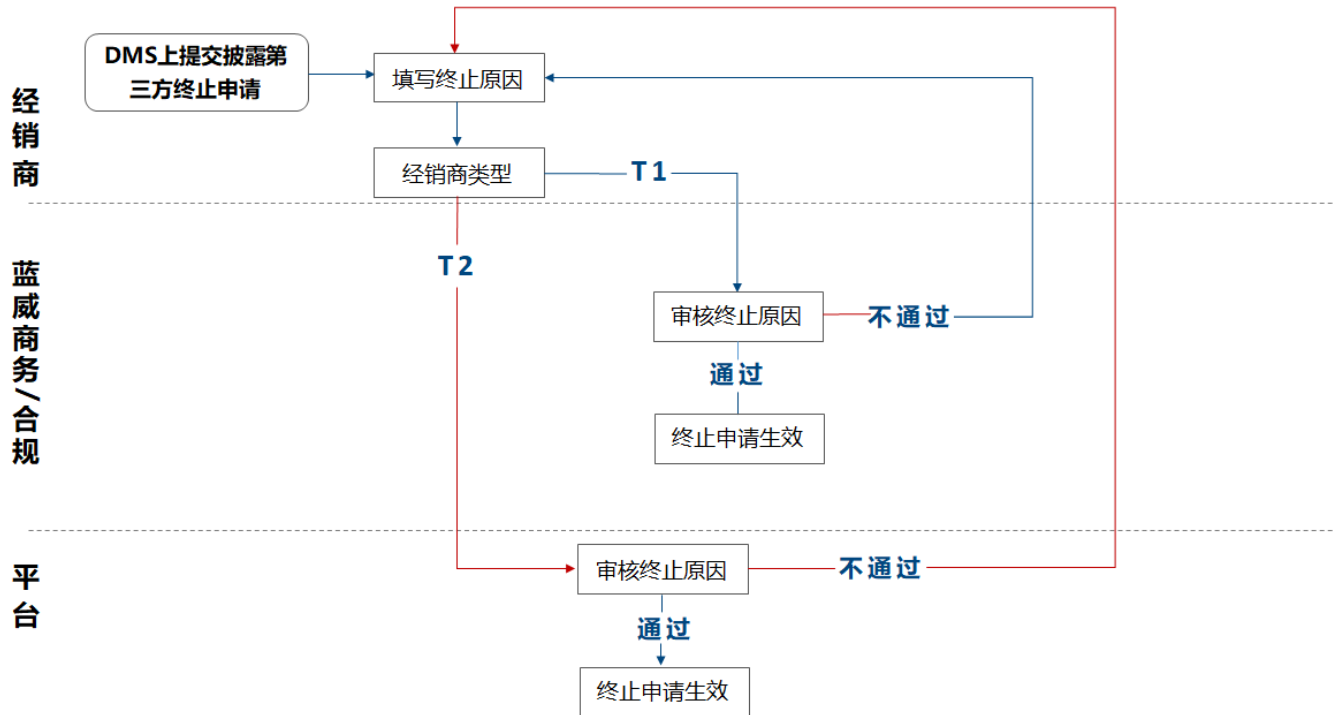 DMS上提交披露第
三方终止申请
填写终止原因
经销商
经销商类型
T1
T2
蓝威商务/合规
审核终止原因
不通过
通过
终止申请生效
平台
审核终止原因
不通过
通过
终止申请生效